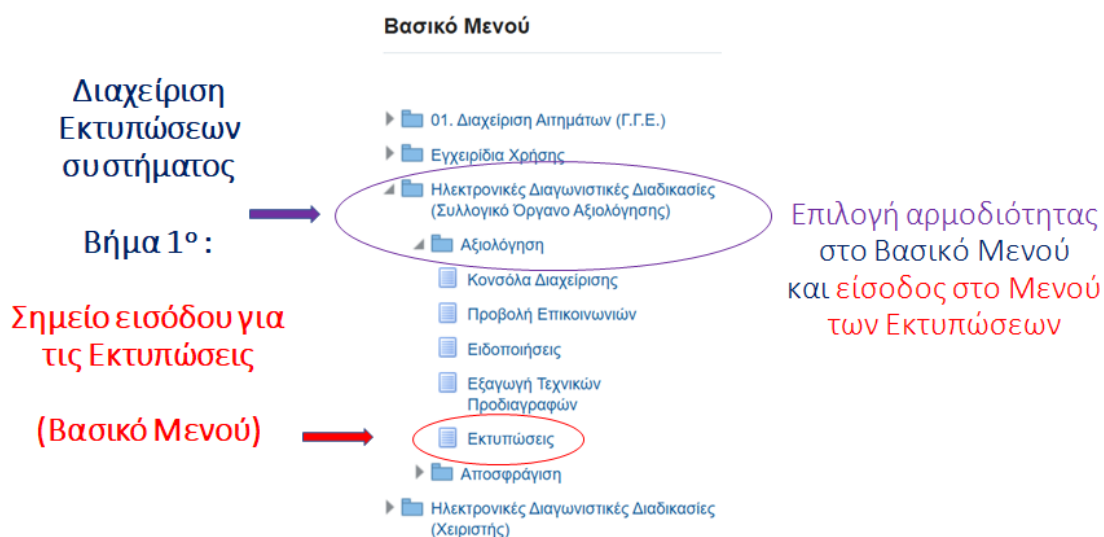 Βασικό Μενού
Διαχείριση
Εκτυπώσεων
συστήματος
Βήμα 1º :
Σημείο εισόδου για
τις Εκτυπώσεις
(Βασικό Μενού)
01. Διαχείριση Αιτημάτων (Γ.Γ.Ε.)
Εγχειρίδια Χρήσης
Ηλεκτρονικές Διαγωνιστικές Διαδικασίες
(Συλλογικό Όργανο Αξιολόγησης)
Αξιολόγηση
Κονσόλα Διαχείρισης
Προβολή Επικοινωνιών
Ειδοποιήσεις
Εξαγωγή Τεχνικών
Προδιαγραφών
Εκτυπώσεις
Αποσφράγιση
Ηλεκτρονικές Διαγωνιστικές Διαδικασίες
(Χειριστής)
Επιλογή αρμοδιότητας
στο Βασικό Μενού
και είσοδος στο Μενού
των Εκτυπώσεων